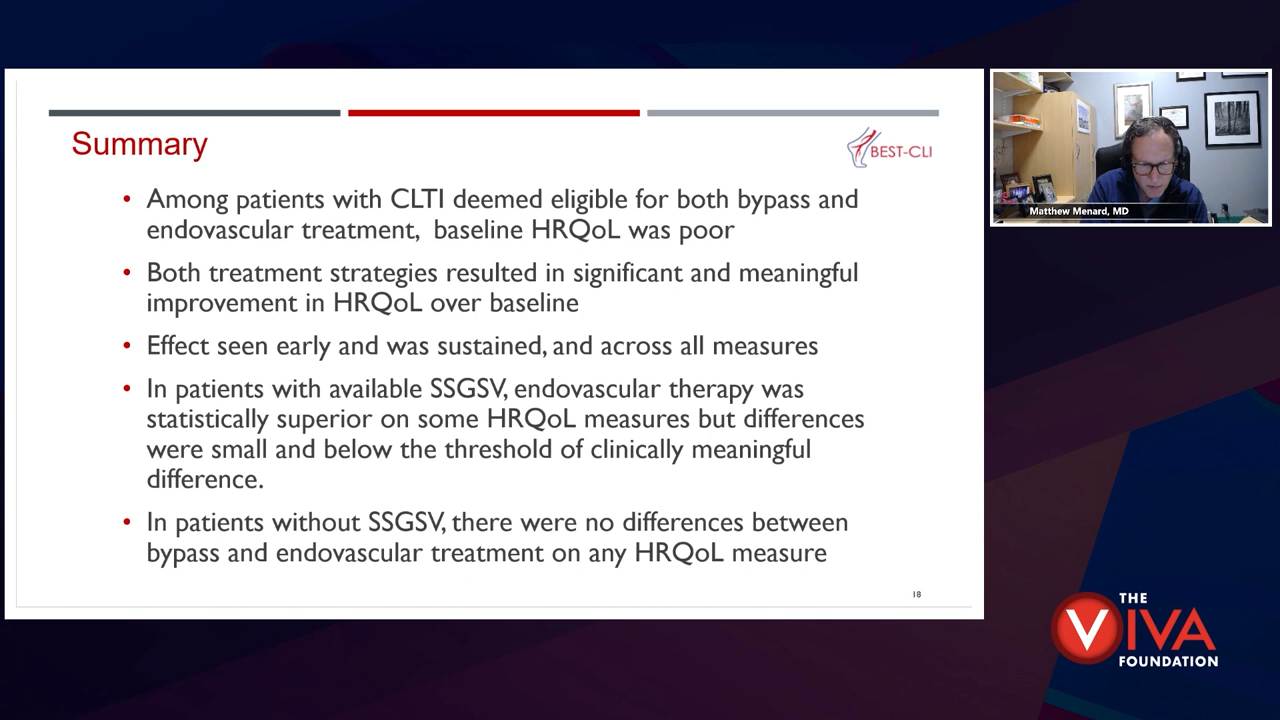 Summary
BEST-CLI
• Among patients with CLTI deemed eligible for both bypass and
endovascular treatment, baseline HRQoL was poor
• Both treatment strategies resulted in significant and meaningful
improvement in HRQoL over baseline
• Effect seen early and was sustained, and across all measures
• In patients with available SSGSV, endovascular therapy was
statistically superior on some HRQoL measures but differences
were small and below the threshold of clinically meaningful
difference.
• In patients without SSGSV, there were no differences between
bypass and endovascular treatment on any HRQoL measure
18
Matthew Menard, MD
THE
VIVA
FOUNDATION